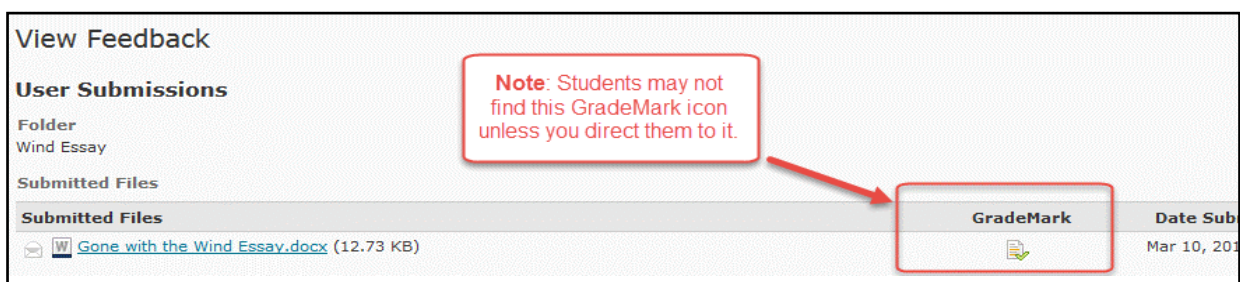 View Feedback
User Submissions
Note: Students may not
find this GradeMark icon
unless you direct them to it.
Folder
Wind Essay
Submitted Files
Submitted Files GradeMark Date Sub
W Gone with the Wind Essay.docx (12.73 KB) Mar 10, 201